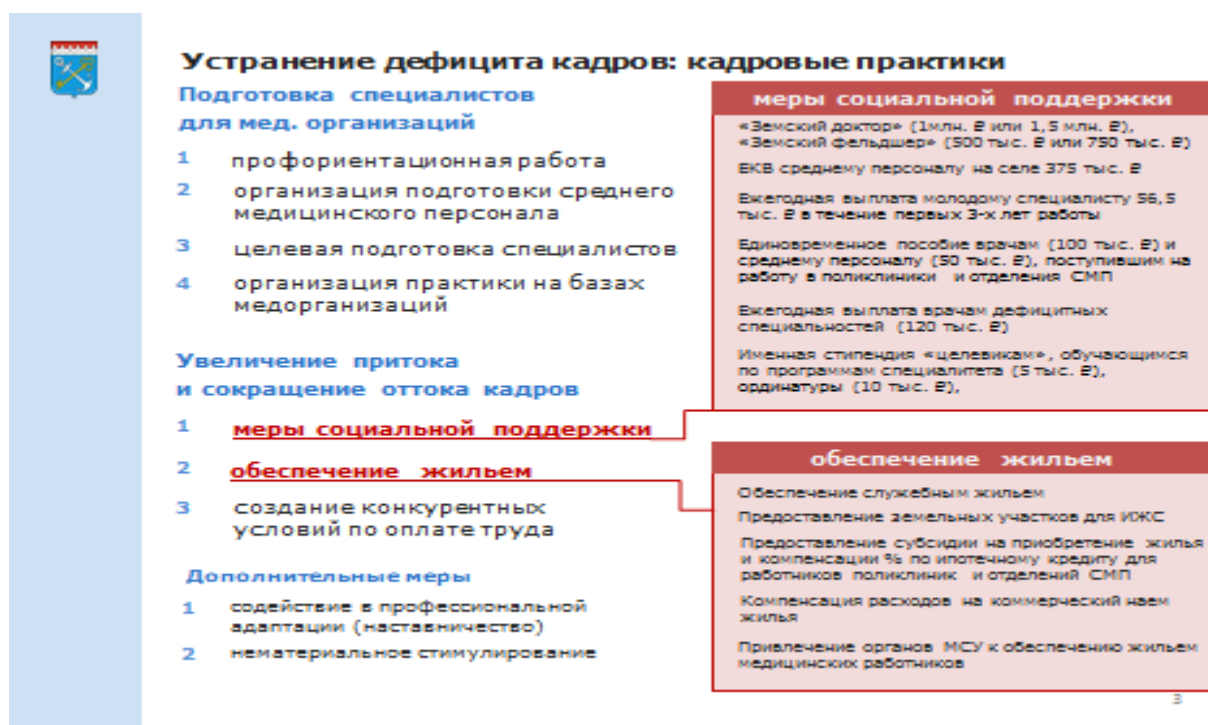 Устранение дефицита кадров: кадровые практики
Подготовка специалистов
для мед. организаций
1 профориентационная работа
2 организация подготовки среднего
медицинского персонала
3 целевая подготовка специалистов
4 организация практики на базах
медорганизаций
Увеличение притока
и сокращение оттока кадров
1 меры социальной поддержки
2 обеспечение жильем
3 создание конкурентных
условий по оплате труда
Дополнительные меры
1 содействие в профессиональной
адаптации (наставничество)
2 нематериальное стимулирование
меры социальной поддержки
«Земский доктор» (1млн. ₽ или 1,5 млн. ₽),
«Земский фельдшер» (500 тыс. ₽ или 750 тыс. ₽)
ЕКВ среднему персоналу на селе 375 тыс. ₽
Ежегодная выплата молодому специалисту 56,5
тыс. ₽ в течение первых 3-х лет работы
Единовременное пособие врачам (100 тыс. ₽) и
среднему персоналу (50 тыс. ₽), поступившим на
работу в поликлиники и отделения СМП
Ежегодная выплата врачам дефицитных
специальностей (120 тыс. ₽)
Именная стипендия «целевикам», обучающимся
по программам специалитета (5 тыс. ₽),
ординатуры (10 тыс. ₽),
обеспечение жильем
Обеспечение служебным жильем
Предоставление земельных участков для ИЖС
Предоставление субсидии на приобретение жилья
и компенсации % по ипотечному кредиту для
работников поликлиник и отделений СМП
Компенсация расходов на коммерческий наем
жилья
Привлечение органов МСУ к обеспечению жильем
медицинских работников
3